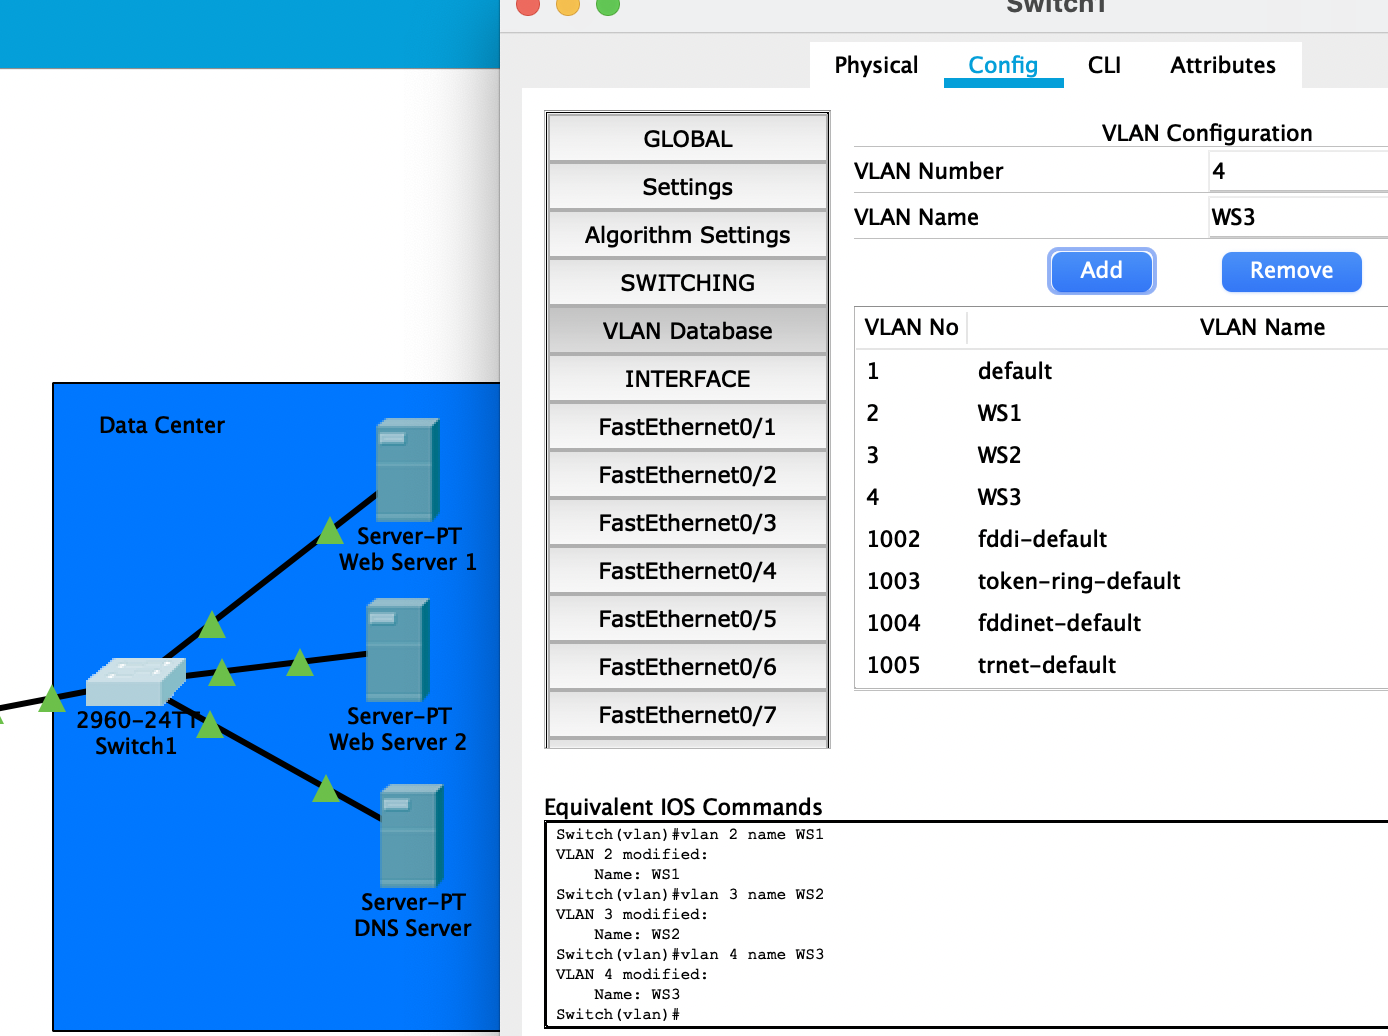 Switch1
Physical
Config
CLI
Attributes
GLOBAL
Settings
Algorithm Settings
SWITCHING
VLAN Database
INTERFACE
FastEthernet0/1
FastEthernet0/2
FastEthernet0/3
FastEthernet0/4
FastEthernet0/5
FastEthernet0/6
FastEthernet0/7
VLAN Configuration
VLAN Number 4
VLAN Name WS3
Add
Remove
VLAN No VLAN Name
1 default
2 WS1
3 WS2
4 WS3
1002 fddi-default
1003 token-ring-default
1004 fddinet-default
1005 trnet-default
Equivalent IOS Commands
Switch(vlan)#vlan 2 name WS1
VLAN 2 modified:
Name: WS1
Switch(vlan)#vlan 3 name WS2
VLAN 3 modified:
Name: WS2
Switch(vlan)#vlan 4 name WS3
VLAN 4 modified:
Name: WS3
Switch(vlan)#
Data Center
Server-PT
Web Server 1
2960-24TT
Switch1
Server-PT
Web Server 2
Server-PT
DNS Server